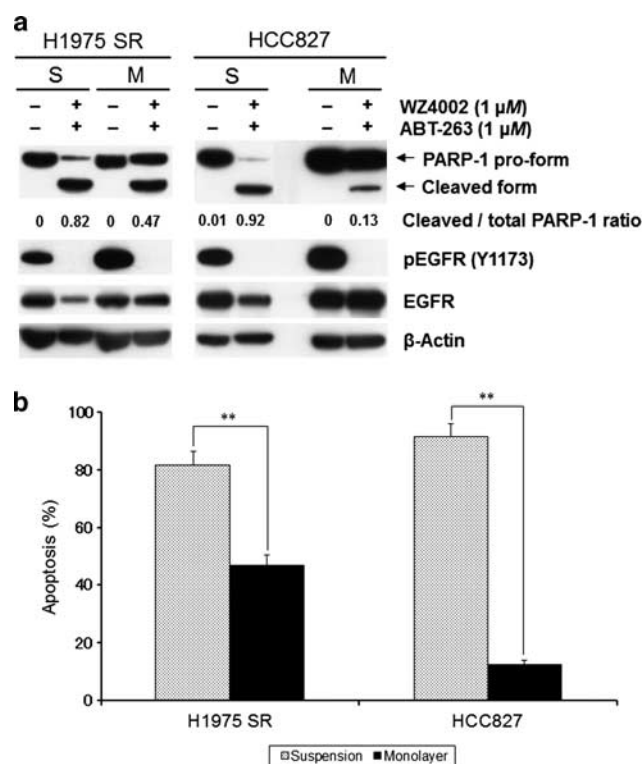 a
H1975 SR HCC827
S M S M
– + – + – + – + WZ4002 (1 µM)
– + – + – + – + ABT-263 (1 µM)
← PARP-1 pro-form
← Cleaved form
0 0.82 0 0.47 0.01 0.92 0 0.13 Cleaved / total PARP-1 ratio
pEGFR (Y1173)
EGFR
β-Actin
b
100
80
60
40
20
0
Apoptosis (%)
** **
H1975 SR HCC827
Suspension Monolayer